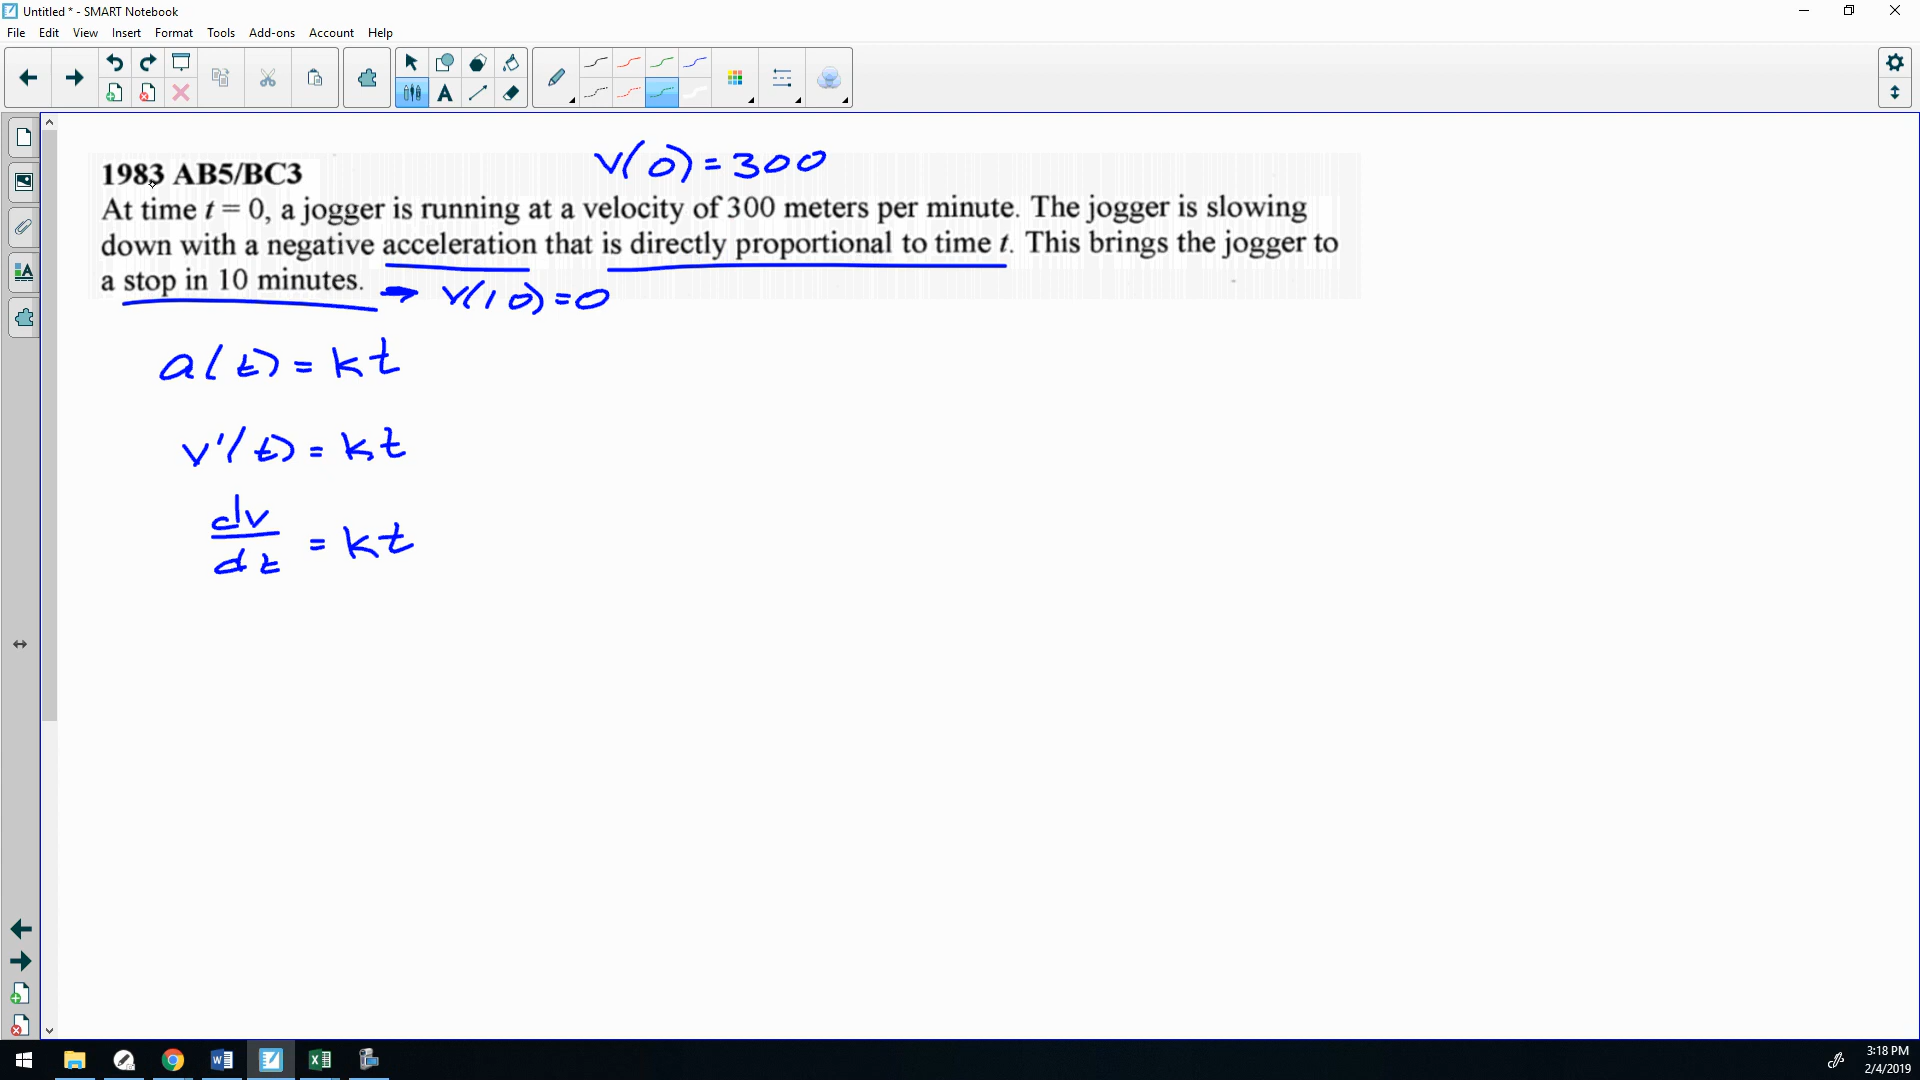 Untitled * - SMART Notebook
File Edit View Insert Format Tools Add-ons Account Help
v(0)=300
1983 AB5/BC3
At time t = 0, a jogger is running at a velocity of 300 meters per minute. The jogger is slowing
down with a negative acceleration that is directly proportional to time t. This brings the jogger to
a stop in 10 minutes. → v(10)=0
a(t) = kt
v'(t) = kt
dv/dt = kt
3:18 PM
2/4/2019